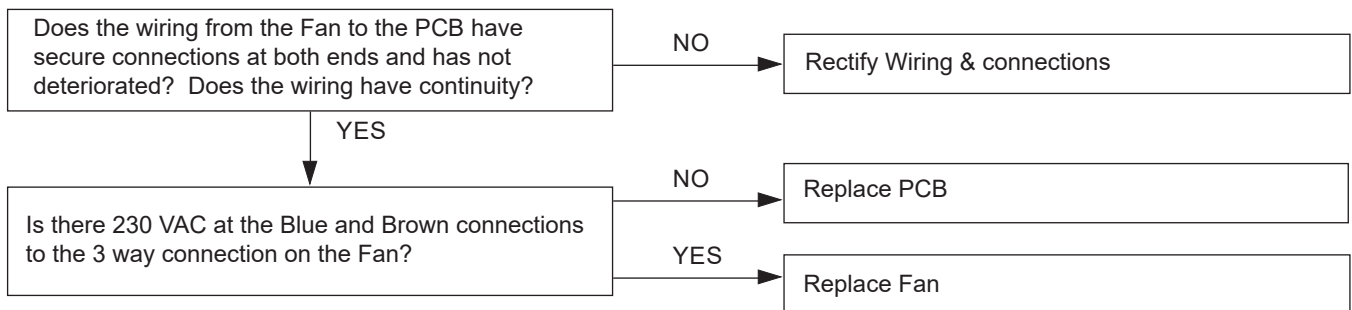 Does the wiring from the Fan to the PCB have
secure connections at both ends and has not
deteriorated? Does the wiring have continuity?
NO
Rectify Wiring & connections
YES
Is there 230 VAC at the Blue and Brown connections
to the 3 way connection on the Fan?
NO
Replace PCB
YES
Replace Fan